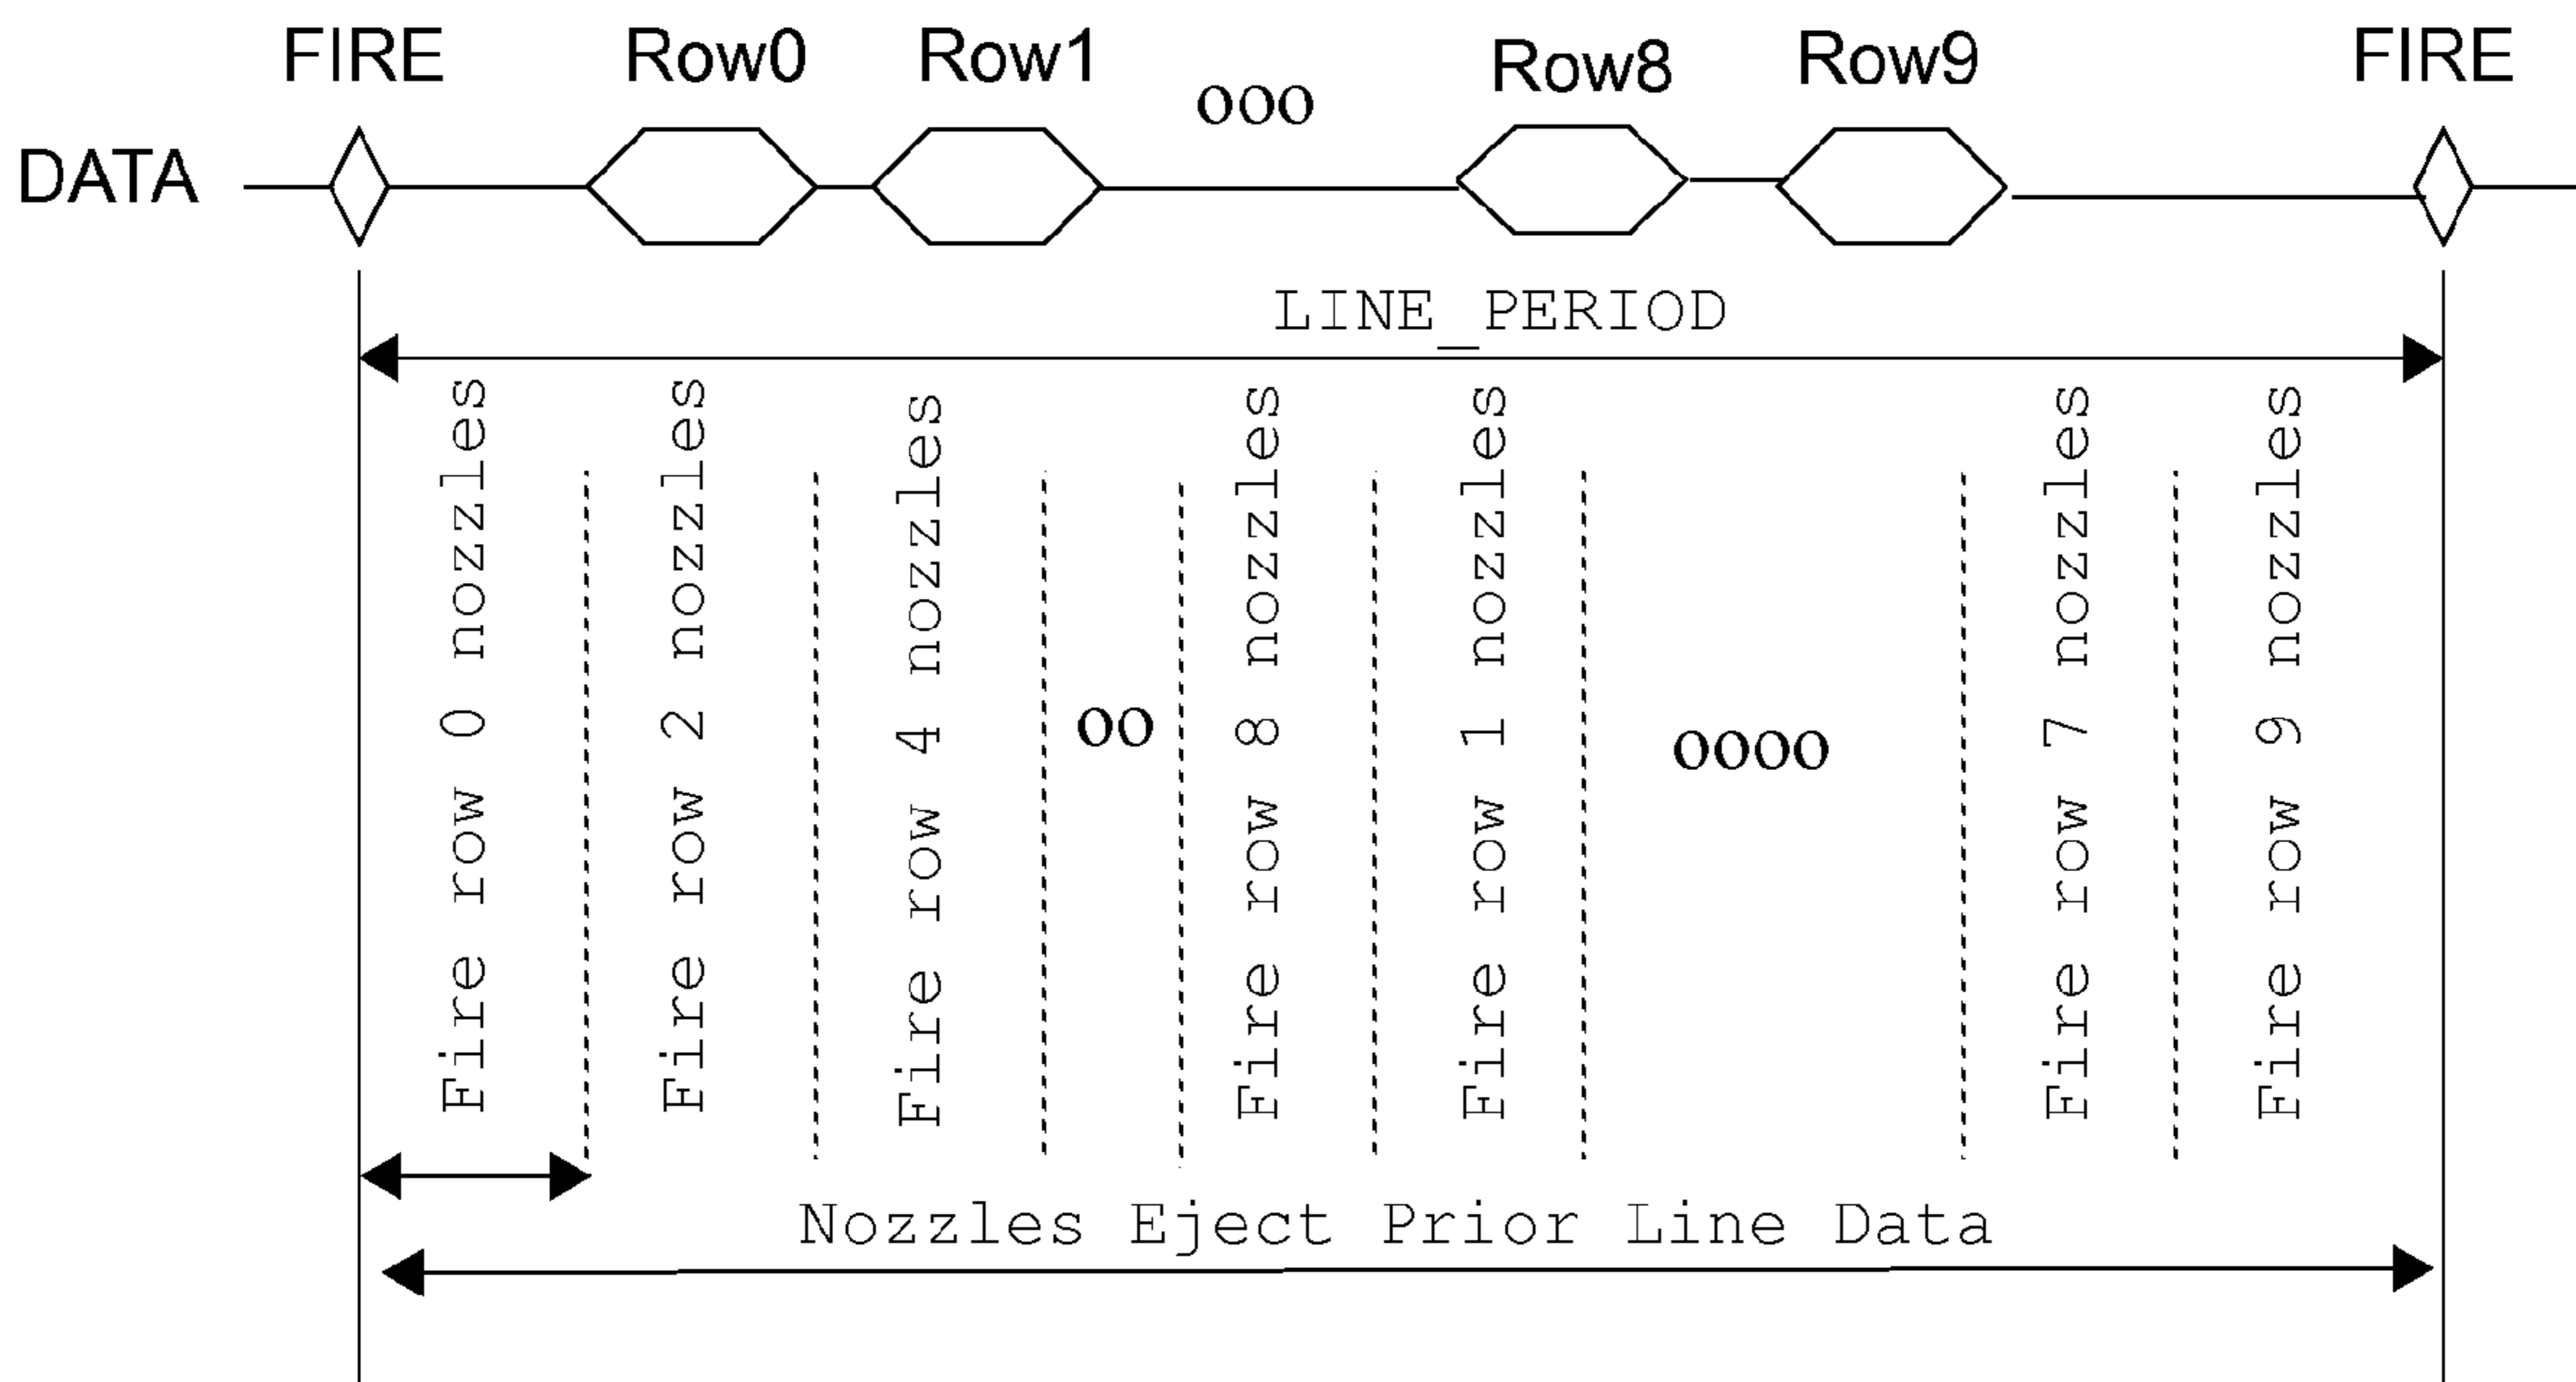 FIRE Row0 Row1 ooo Row8 Row9 FIRE
DATA
LINE_PERIOD
Fire row 0 nozzles
Fire row 2 nozzles
Fire row 4 nozzles
oo
Fire row 8 nozzles
Fire row 1 nozzles
oooo
Fire row 7 nozzles
Fire row 9 nozzles
Nozzles Eject Prior Line Data